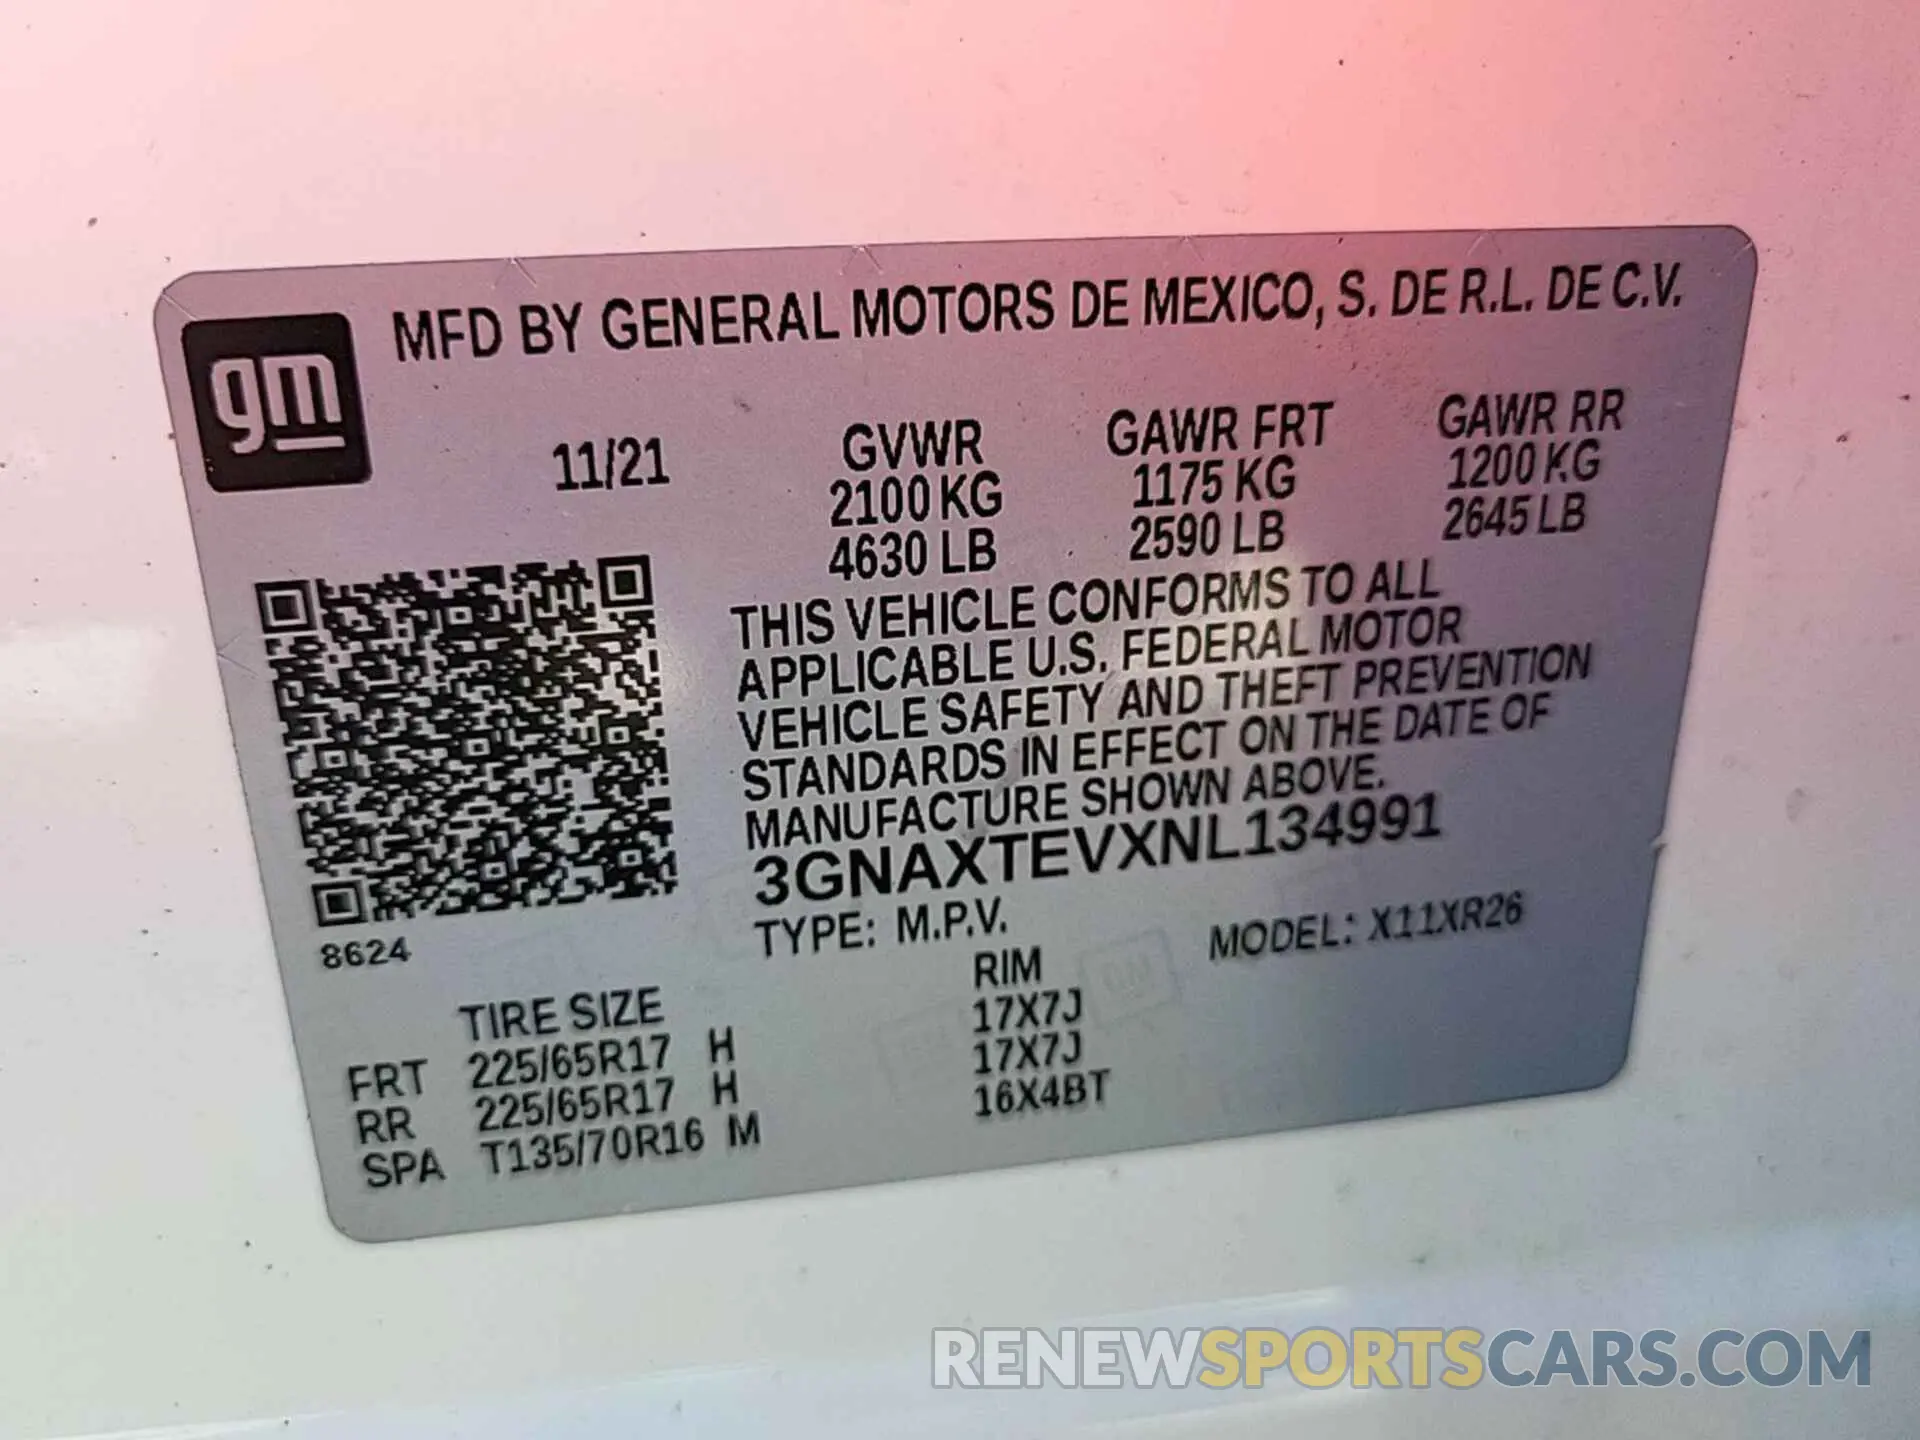 gm
MFD BY GENERAL MOTORS DE MEXICO, S. DE R.L. DE C.V.
11/21 GVWR GAWR FRT GAWR RR
2100 KG 1175 KG 1200 KG
4630 LB 2590 LB 2645 LB
THIS VEHICLE CONFORMS TO ALL
APPLICABLE U.S. FEDERAL MOTOR
VEHICLE SAFETY AND THEFT PREVENTION
STANDARDS IN EFFECT ON THE DATE OF
MANUFACTURE SHOWN ABOVE.
3GNAXTEVXNL134991
8624 TYPE: M.P.V. MODEL: X11XR26
TIRE SIZE RIM
FRT 225/65R17 H 17X7J
RR 225/65R17 H 17X7J
SPA T135/70R16 M 16X4BT
RENEWSPORTSCARS.COM